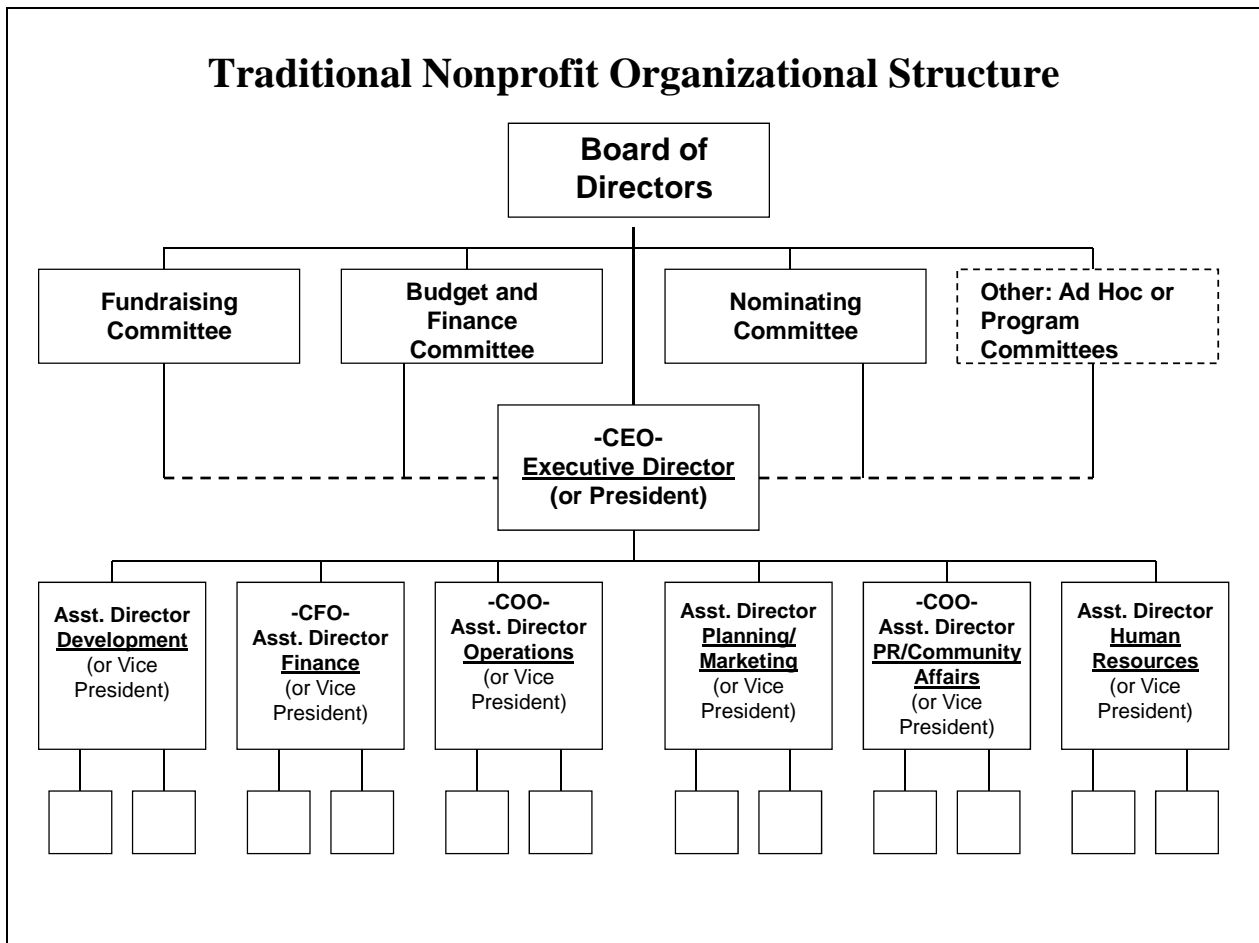 Traditional Nonprofit Organizational Structure
Board of
Directors
Fundraising
Committee
Budget and
Finance
Committee
Nominating
Committee
Other: Ad Hoc or
Program
Committees
-CEO-
Executive Director
(or President)
Asst. Director
Development
(or Vice
President)
-CFO-
Asst. Director
Finance
(or Vice
President)
-COO-
Asst. Director
Operations
(or Vice
President)
Asst. Director
Planning/
Marketing
(or Vice
President)
-COO-
Asst. Director
PR/Community
Affairs
(or Vice
President)
Asst. Director
Human
Resources
(or Vice
President)